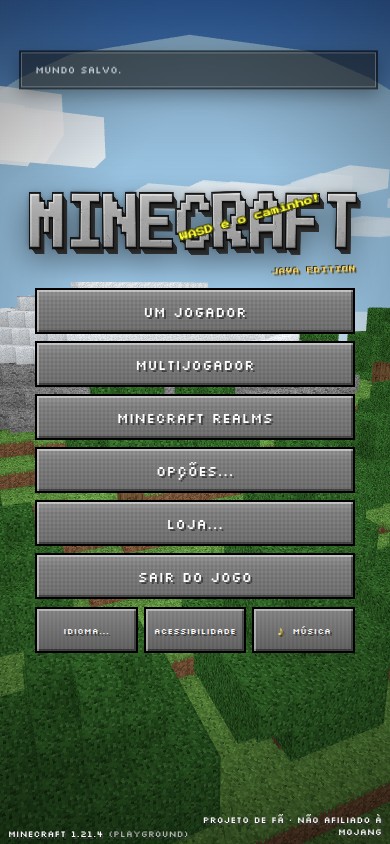 MUNDO SALVO.
MINECRAFT
WASD é o caminho!
JAVA EDITION
UM JOGADOR
MULTIJOGADOR
MINECRAFT REALMS
OPÇÕES...
LOJA...
SAIR DO JOGO
IDIOMA... ACESSIBILIDADE ♪ MÚSICA
PROJETO DE FÃ · NÃO AFILIADO À
MOJANG
MINECRAFT 1.21.4 (PLAYGROUND)